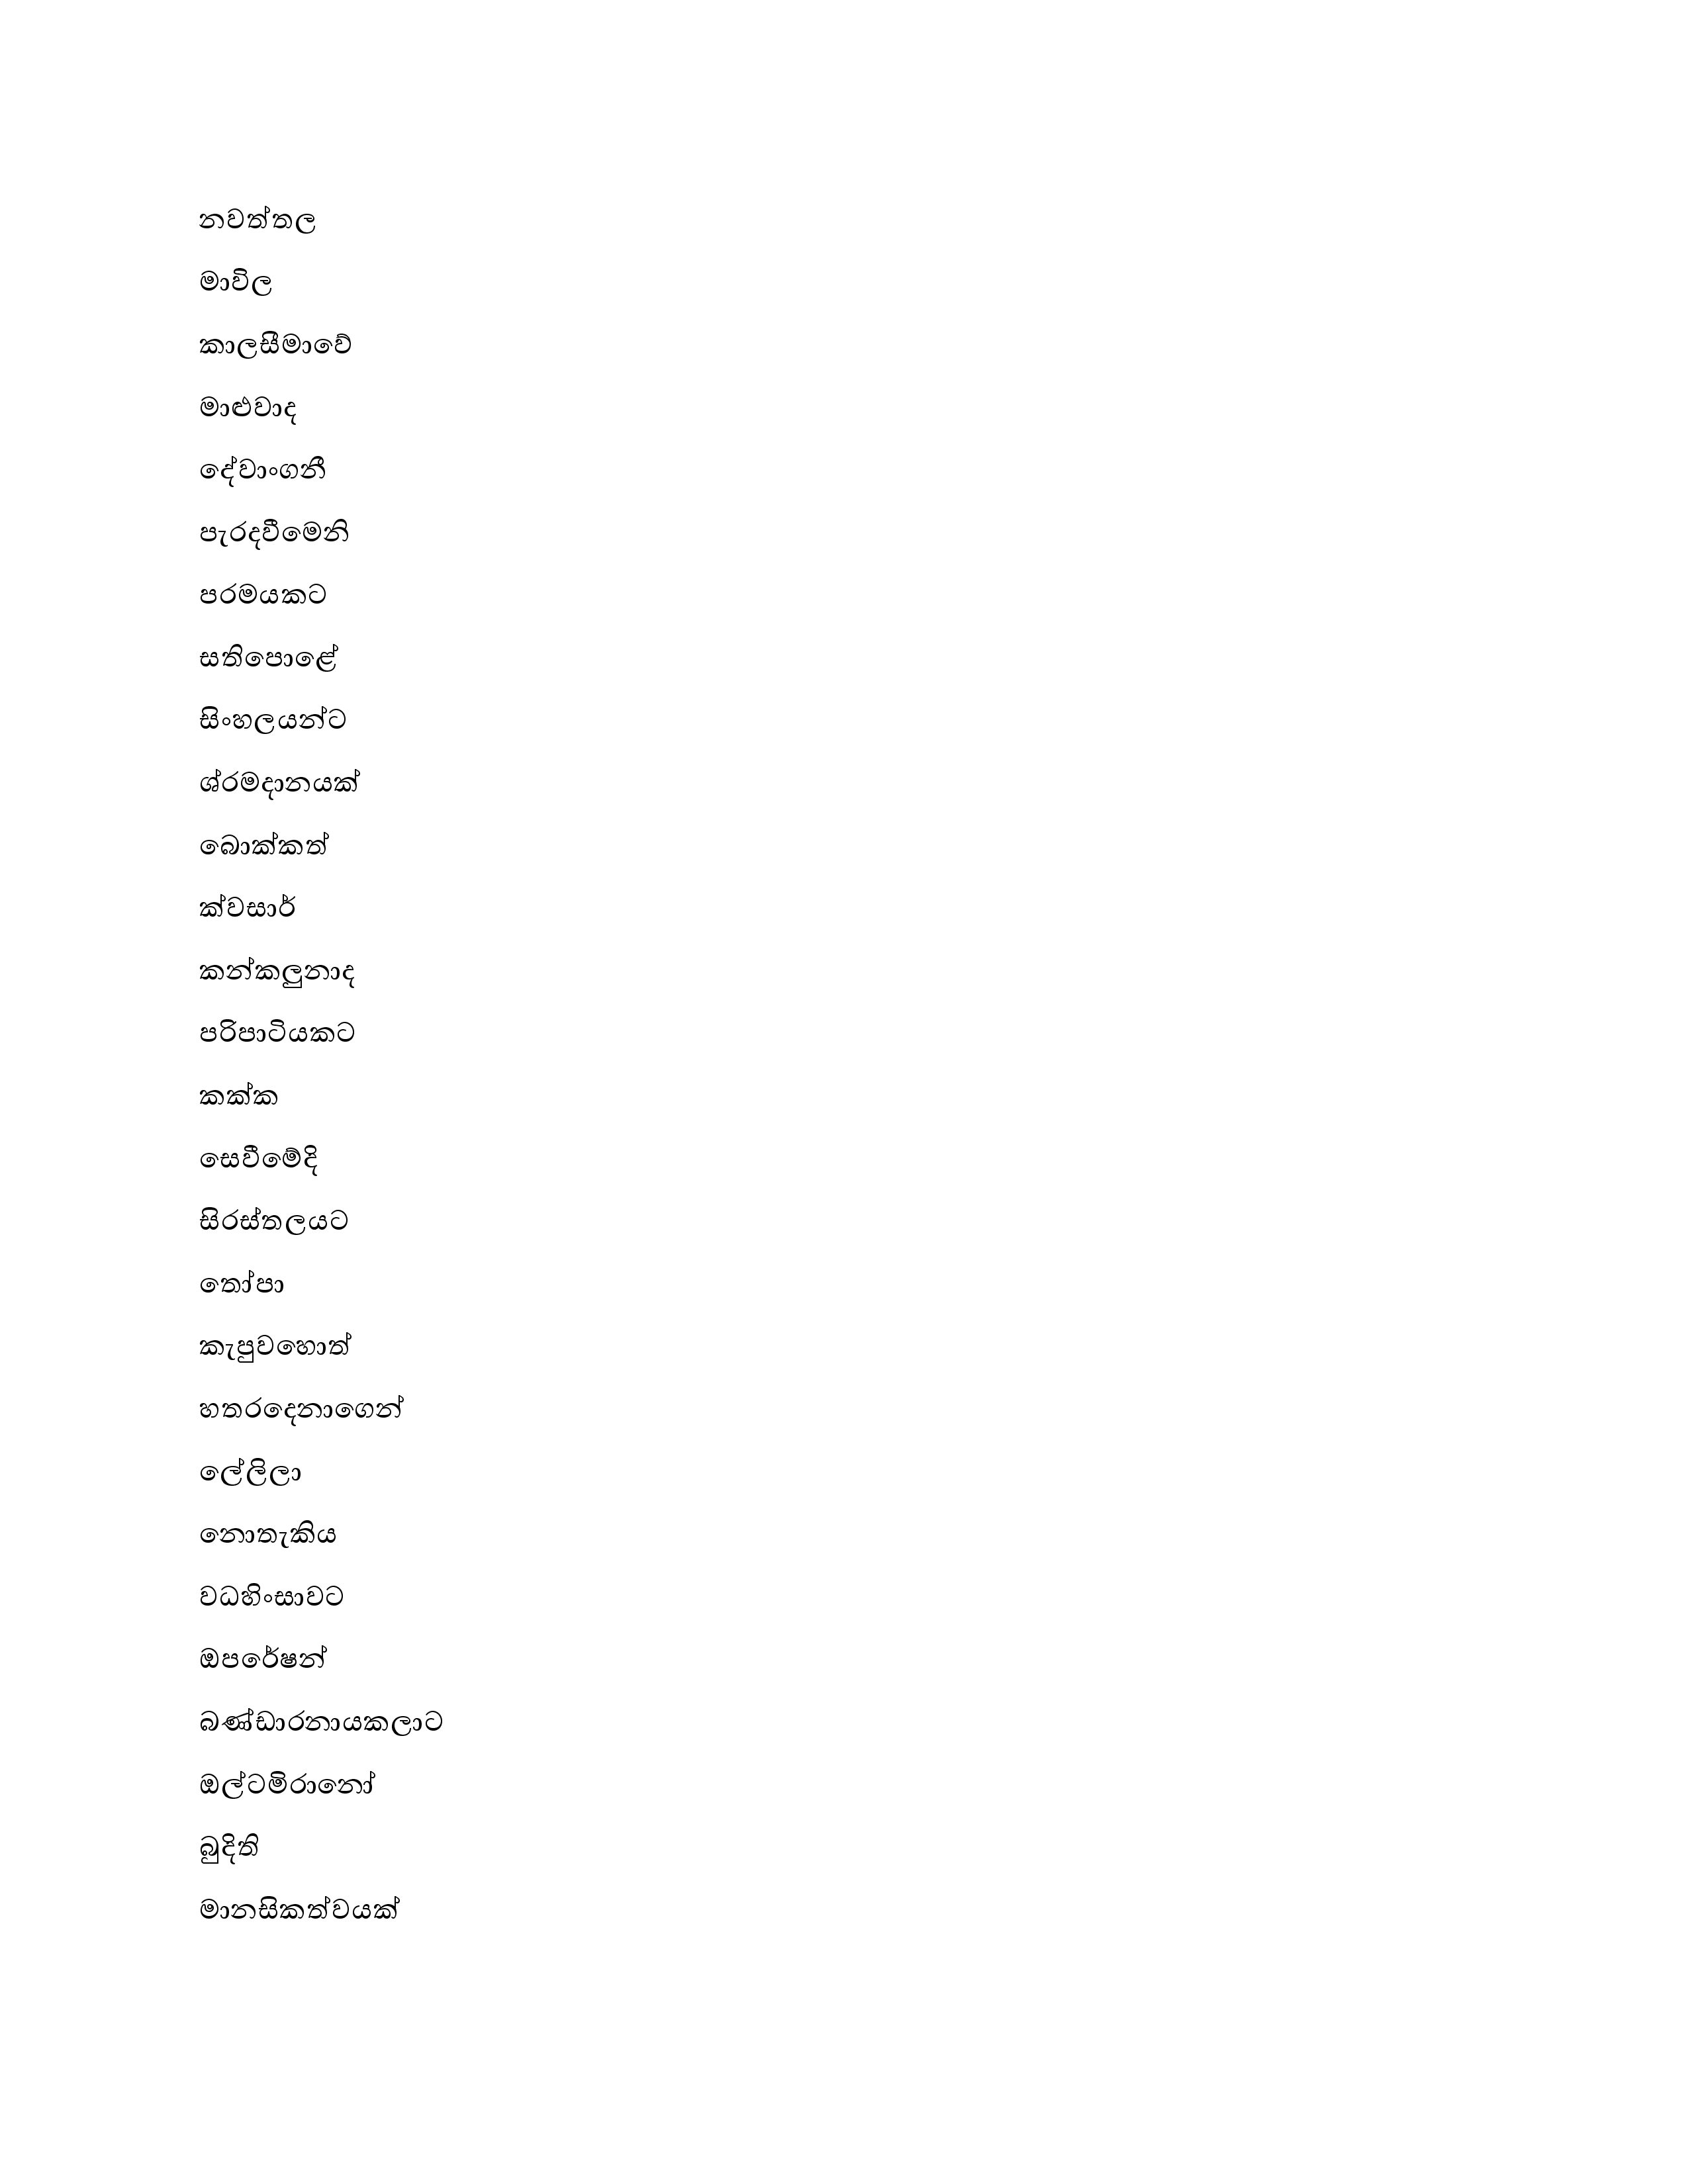 නවත්තල
මාවිල
කාලසීමාවේ
මාළුවාද
දේවාංගනී
පැරදවීමෙනි
පරමයකට
සතිපොළේ
සිංහලයන්ට
ශ්රමදානයක්
බොක්කත්
ක්වසාර්
කන්කලුනාද
පරිපාටියකට
කක්ක
සෙවීමේදි
සිරස්තලයට
තෝපා
කැපුවහොත්
හතරදෙනාගෙන්
ලේලිලා
නොතැකිය
වධහිංසාවට
ඔපරේෂන්
බණ්ඩාරනායකලාට
ඔල්ටමිරානෝ
බුදිති
මානසිකත්වයක්